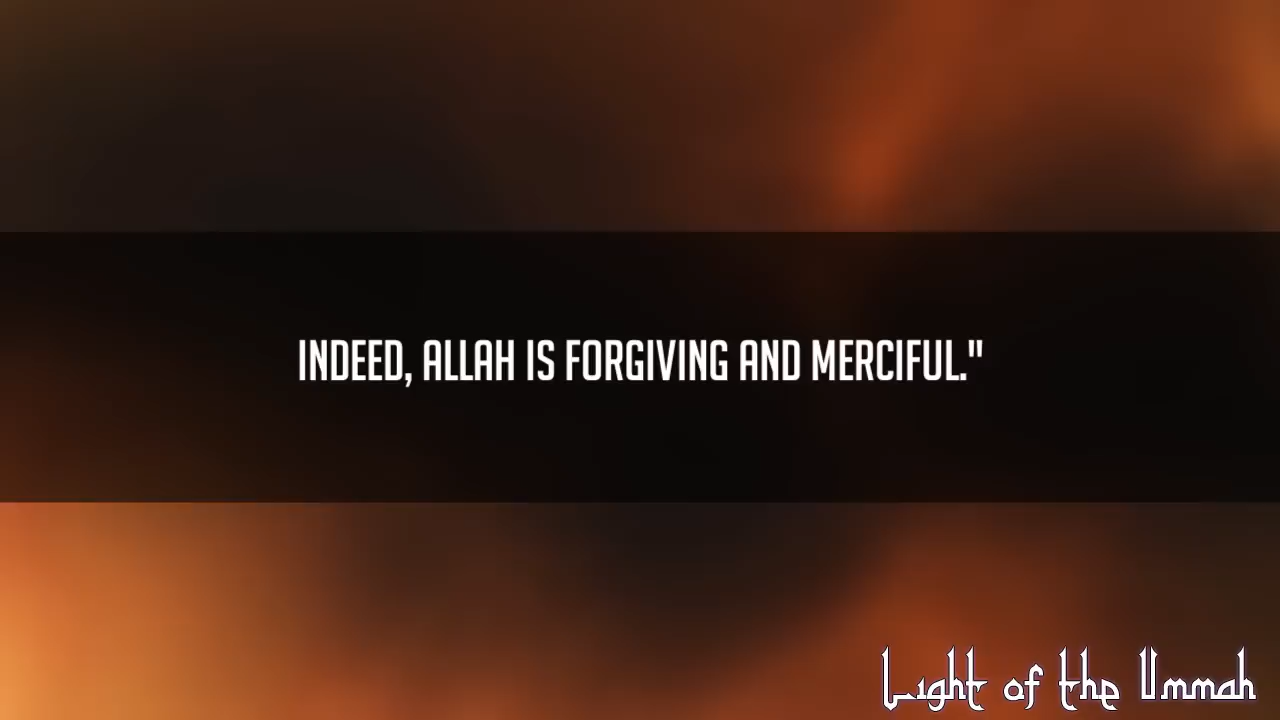 INDEED, ALLAH IS FORGIVING AND MERCIFUL."
Light of the Ummah